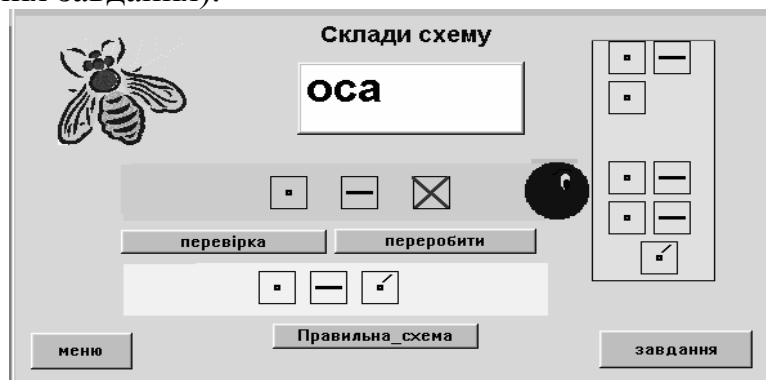 Склади схему
оса
перевірка
переробити
Правильна_схема
меню
завдання